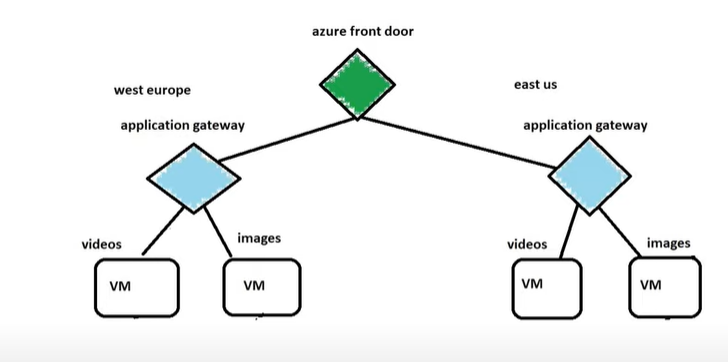 azure front door
west europe
east us
application gateway
application gateway
videos
images
videos
images
VM
VM
VM
VM